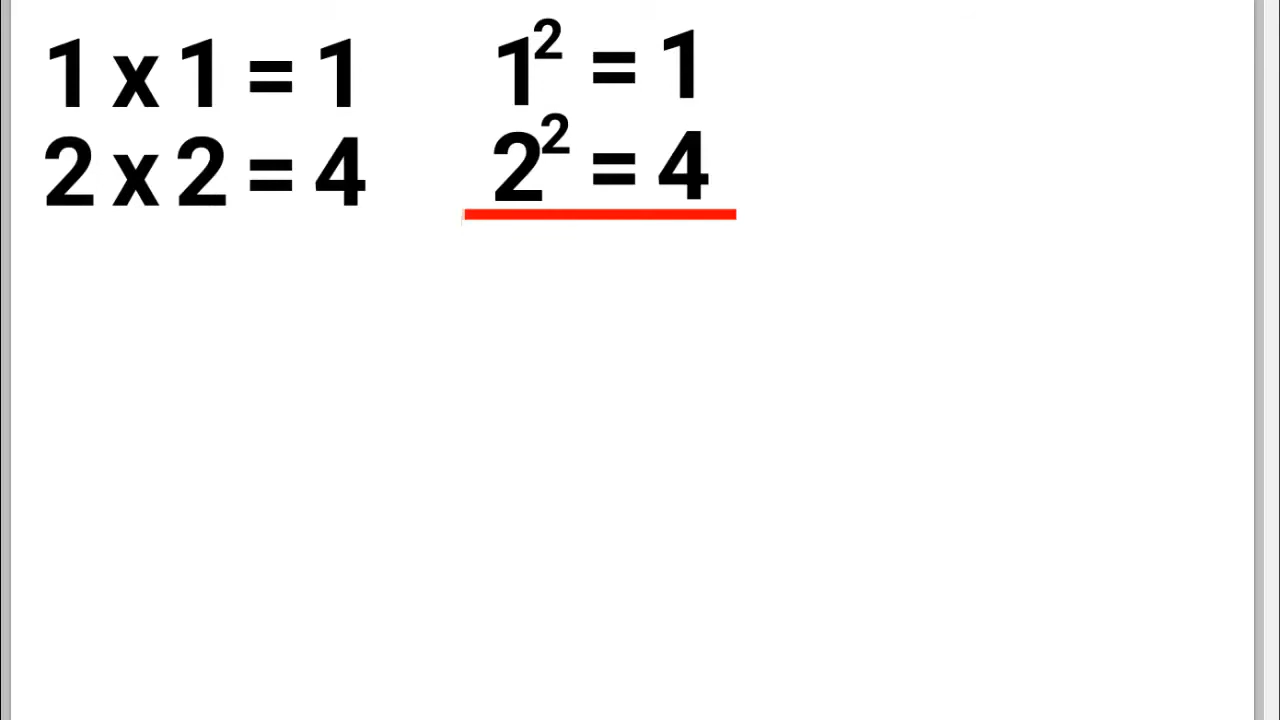 1 x 1 = 1    1² = 1
2 x 2 = 4    2² = 4